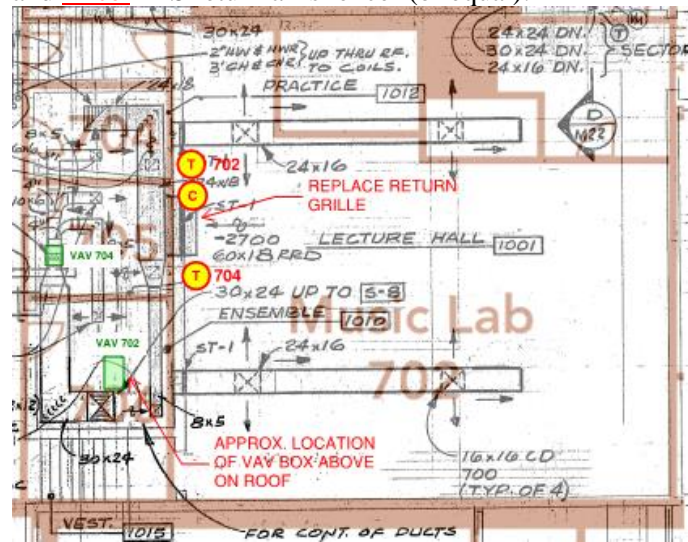 30x24
2"HW & HWR
3"CH & CHR
UP THRU RF.
TO COILS.
24x18
PRACTICE 1012
24x24 DN.
30x24 DN.
24x16 DN.
T
SECTOR
D
M22
704
8x5
T 702
24x16
24x18
C
ST-1
REPLACE RETURN
GRILLE
-2700
60x18 FRD
LECTURE HALL 1001
705
VAV 704
T 704
30x24 UP TO S-8
ENSEMBLE 1010
Music Lab
702
ST-1
24x16
VAV 702
8x5
30x24
APPROX. LOCATION
OF VAV BOX ABOVE
ON ROOF
16x16 CD
700
(TYP. OF 4)
VEST. 1015
FOR CONT. OF DUCTS